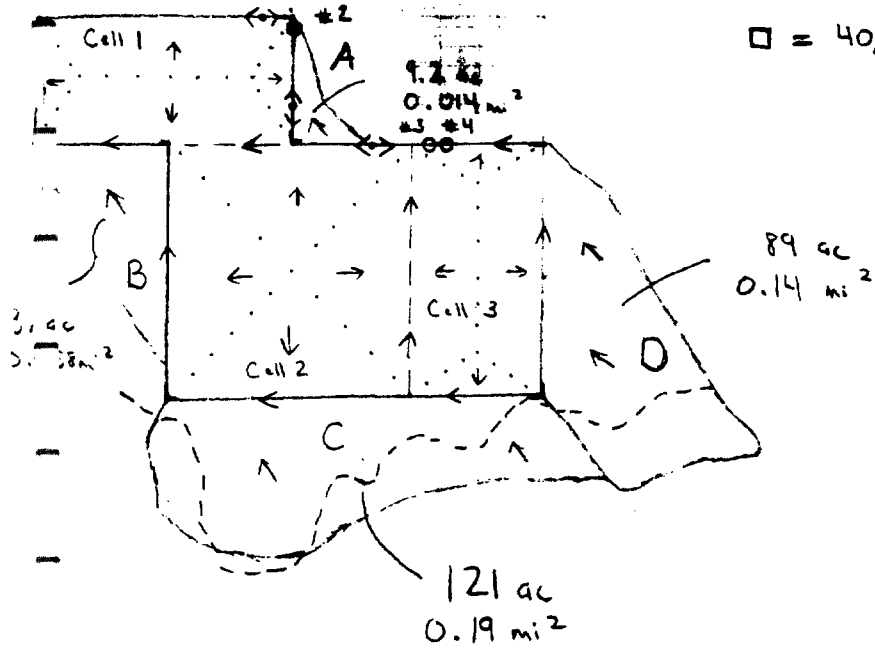 #2
□ = 40,
Cell 1
A
9.2 ac
0.014 mi²
#3 #4
89 ac
0.14 mi²
B
Cell 3
D
Cell 2
C
121 ac
0.19 mi²